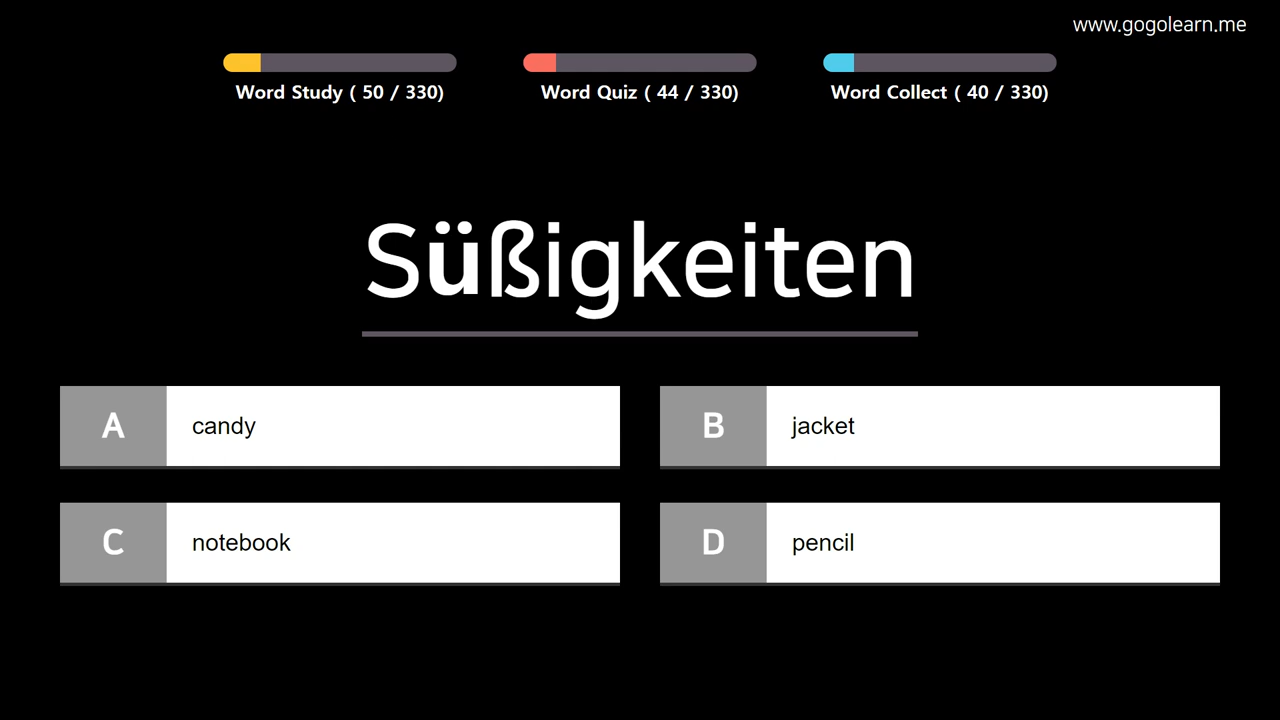 www.gogolearn.me
Word Study ( 50 / 330)
Word Quiz ( 44 / 330)
Word Collect ( 40 / 330)
Süßigkeiten
A candy
B jacket
C notebook
D pencil